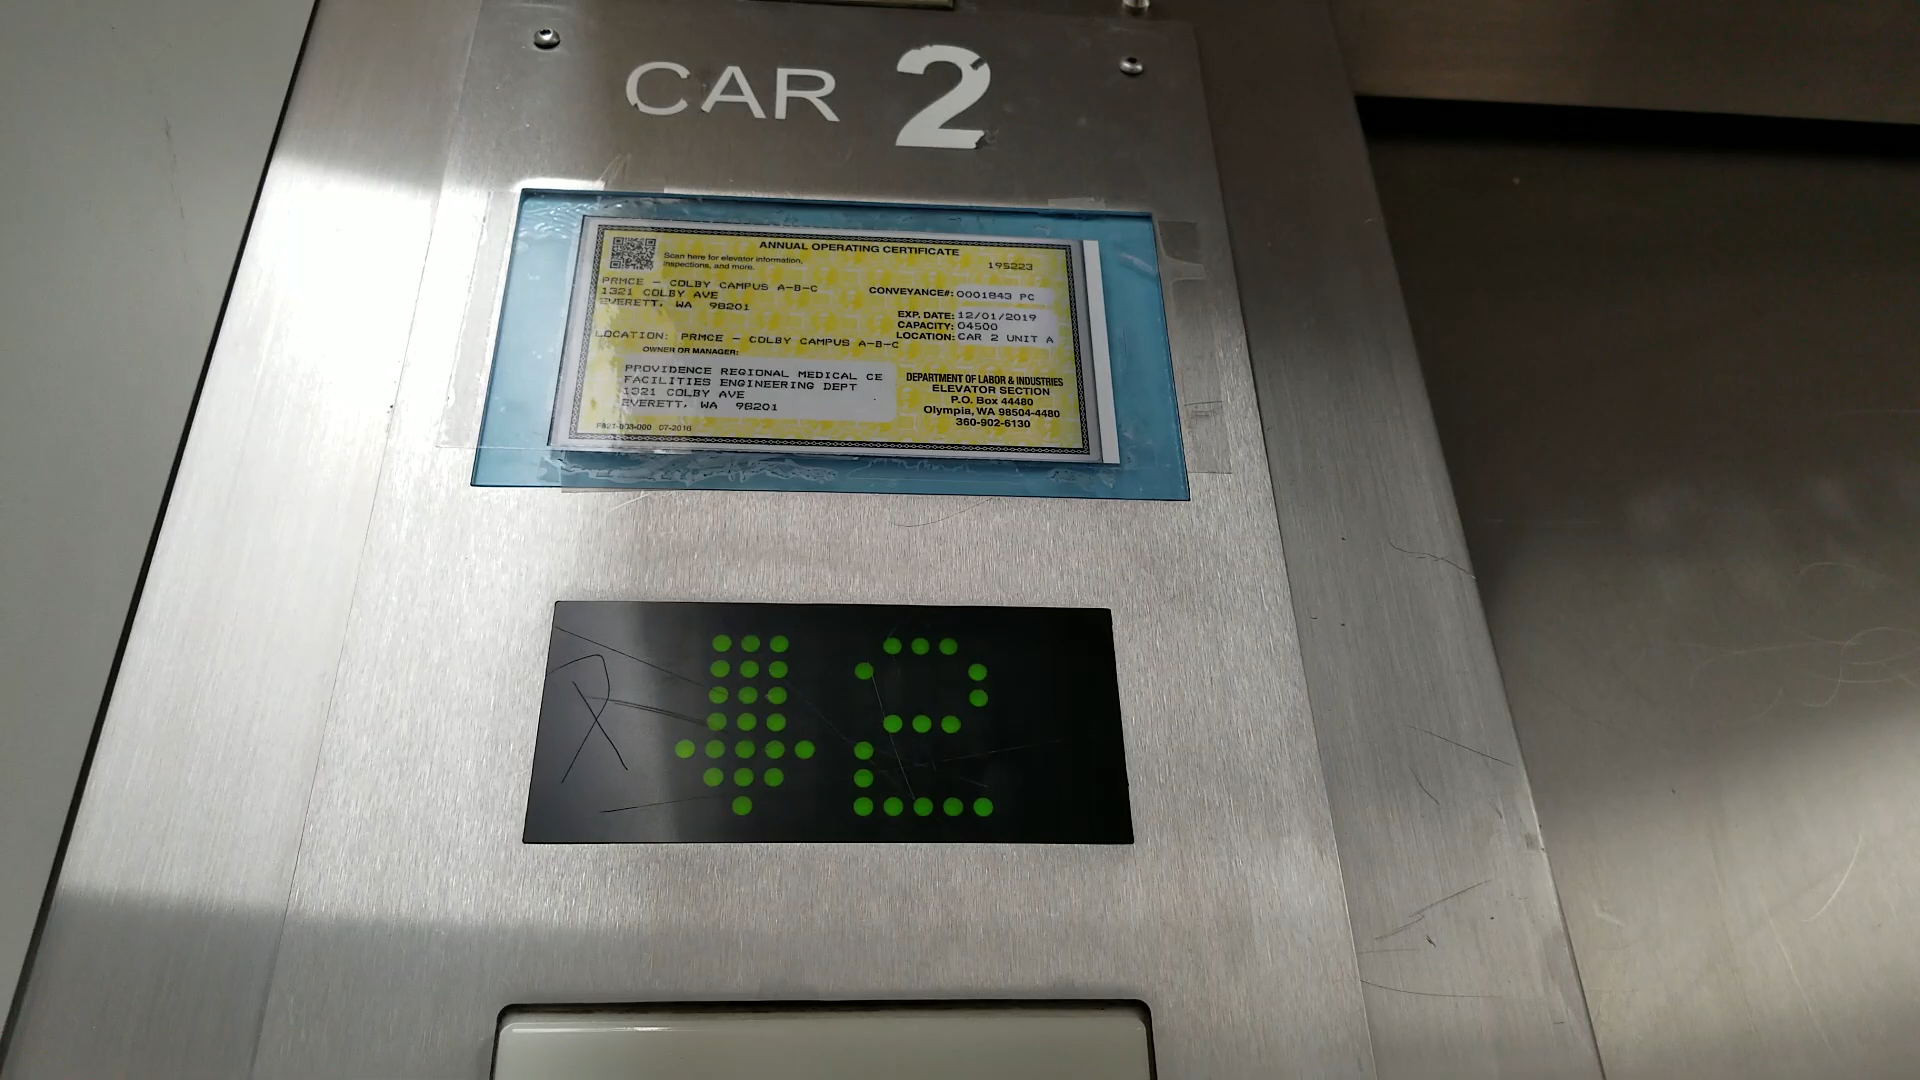 CAR 2
ANNUAL OPERATING CERTIFICATE
Scan here for elevator information,
inspections, and more.
195223
PRMCE - COLBY CAMPUS A-B-C
1321 COLBY AVE
EVERETT, WA 98201
CONVEYANCE#: 0001843 PC
EXP. DATE: 12/01/2019
CAPACITY: 04500
LOCATION: CAR 2 UNIT A
LOCATION: PRMCE - COLBY CAMPUS A-B-C
OWNER OR MANAGER:
PROVIDENCE REGIONAL MEDICAL CE
FACILITIES ENGINEERING DEPT
1321 COLBY AVE
EVERETT, WA 98201
DEPARTMENT OF LABOR & INDUSTRIES
ELEVATOR SECTION
P.O. Box 44480
Olympia, WA 98504-4480
360-902-6130
F621-003-000 07-2016
2